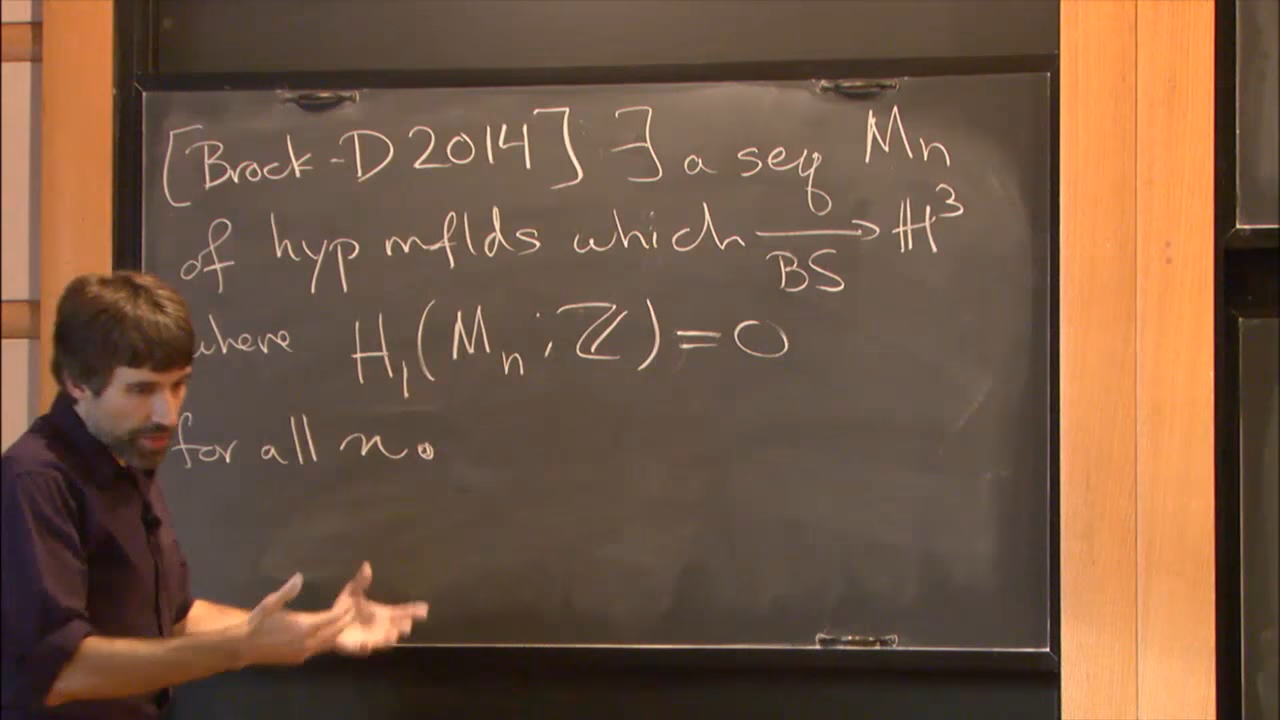 [Brock-D 2014] ∃ a seq Mn
of hyp mflds which →BS ℍ³
where H₁(Mn; ℤ) = 0
for all n.